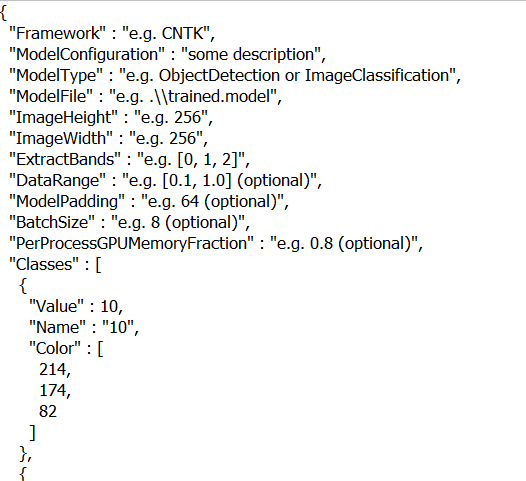 {
"Framework" : "e.g. CNTK",
"ModelConfiguration" : "some description",
"ModelType" : "e.g. ObjectDetection or ImageClassification",
"ModelFile" : "e.g. .\\trained.model",
"ImageHeight" : "e.g. 256",
"ImageWidth" : "e.g. 256",
"ExtractBands" : "e.g. [0, 1, 2]",
"DataRange" : "e.g. [0.1, 1.0] (optional)",
"ModelPadding" : "e.g. 64 (optional)",
"BatchSize" : "e.g. 8 (optional)",
"PerProcessGPUMemoryFraction" : "e.g. 0.8 (optional)",
"Classes" : [
{
"Value" : 10,
"Name" : "10",
"Color" : [
214,
174,
82
]
},
{